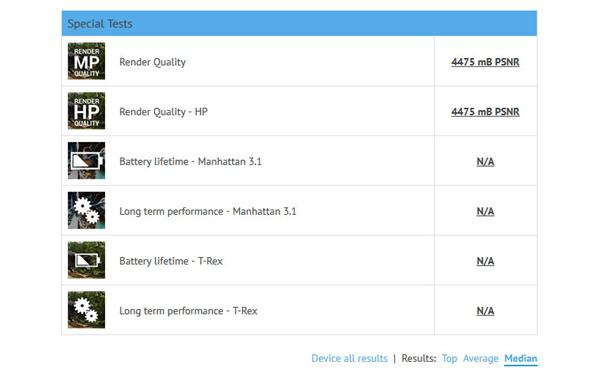 Special Tests
RENDER
MP
QUALITY
Render Quality
4475 mB PSNR
RENDER
HP
QUALITY
Render Quality - HP
4475 mB PSNR
Battery lifetime - Manhattan 3.1
N/A
Long term performance - Manhattan 3.1
N/A
Battery lifetime - T-Rex
N/A
Long term performance - T-Rex
N/A
Device all results | Results: Top Average Median